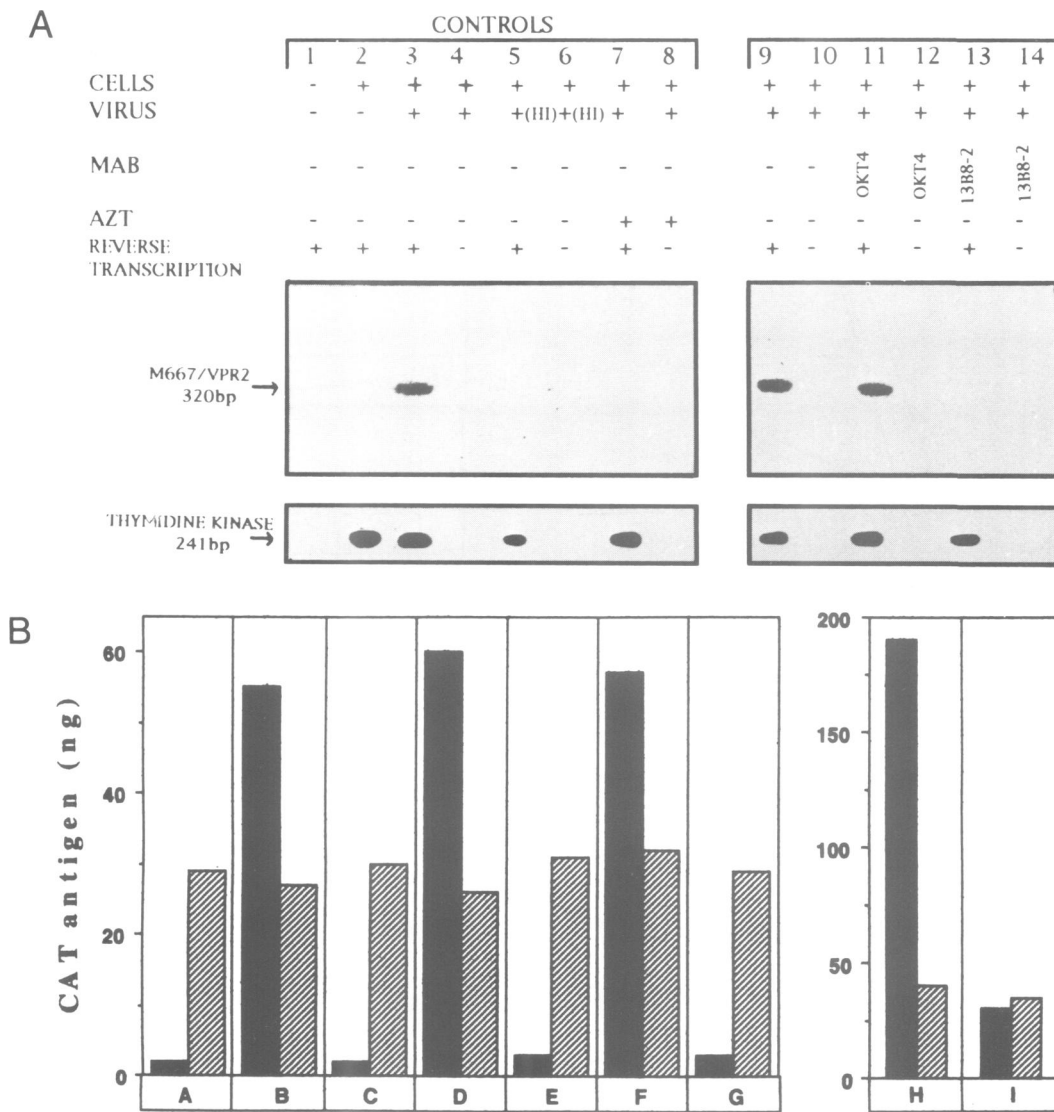 A
CONTROLS
1 2 3 4 5 6 7 8 9 10 11 12 13 14
CELLS - + + + + + + + + + + + + +
VIRUS - - + + +(HI) +(HI) + + + + + + + +
MAB - - - - - - - - - - OKT4 OKT4 13B8-2 13B8-2
AZT - - - - - - + + - - - - - -
REVERSE + + + - + - + - + - + - + -
TRANSCRIPTION
M667/VPR2 →
320bp
THYMIDINE KINASE →
241bp
B
CAT antigen (ng)
60
40
20
0
A B C D E F G
200
150
100
50
0
H I